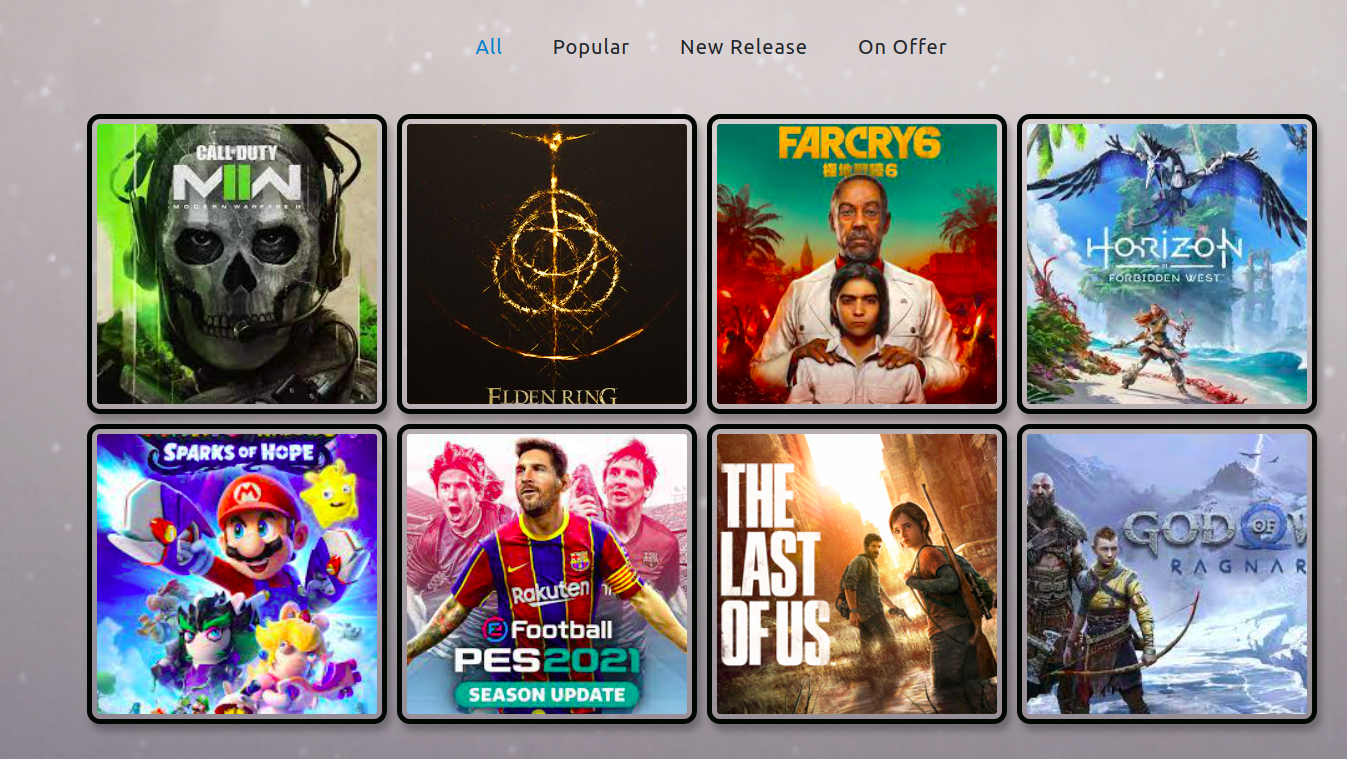 All
Popular
New Release
On Offer
CALL OF DUTY
MWII
MODERN WARFARE II
ELDEN RING
FARCRY6
極地戰嚎6
HORIZON
FORBIDDEN WEST
SPARKS OF HOPE
M
Rakuten
eFootball
PES2021
SEASON UPDATE
THE
LAST
OF US
GOD OF
RAGNAR